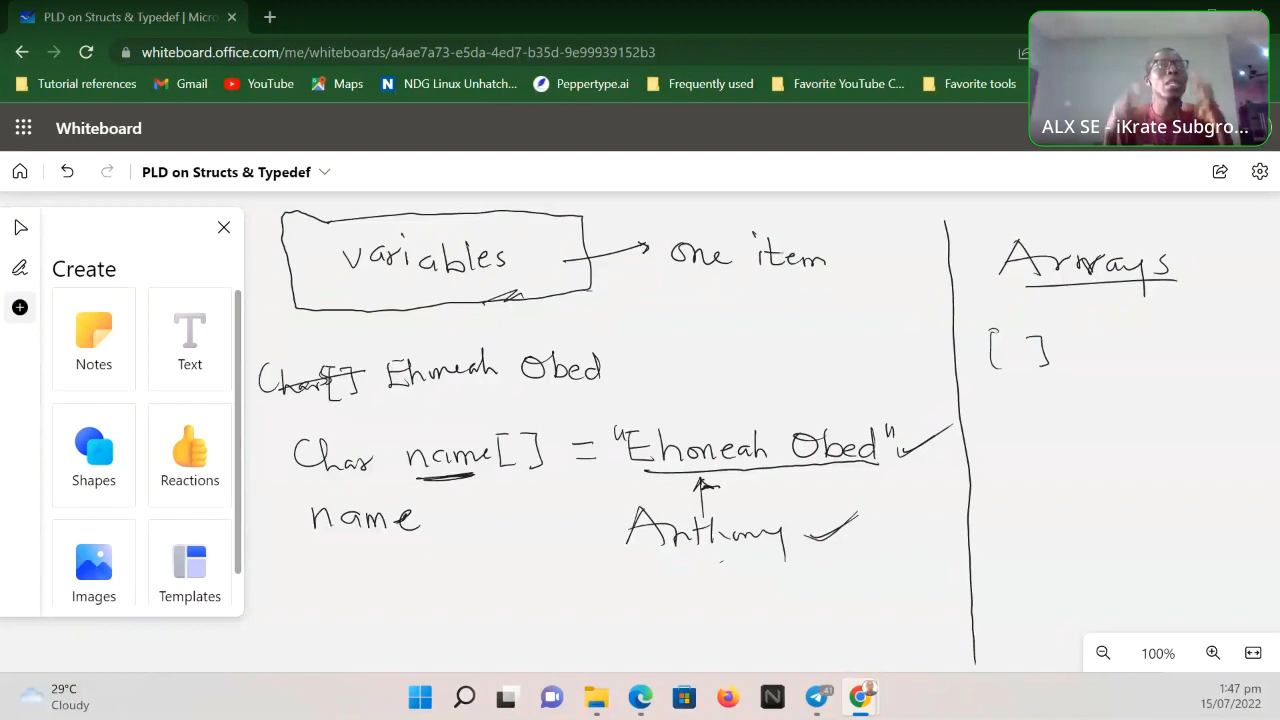 PLD on Structs & Typedef | Micro
whiteboard.office.com/me/whiteboards/a4ae7a73-e5da-4ed7-b35d-9e99939152b3
Tutorial references
Gmail
YouTube
Maps
NDG Linux Unhatch...
Peppertype.ai
Frequently used
Favorite YouTube C...
Favorite tools
ALX SE - iKrate Subgro...
Whiteboard
PLD on Structs & Typedef
Create
Notes
Text
Shapes
Reactions
Images
Templates
variables
one item
Arrays
[ ]
Char[] Ehoneah Obed
Char name[] = "Ehoneah Obed"
name
Anthony
100%
29°C
Cloudy
41
1:47 pm
15/07/2022